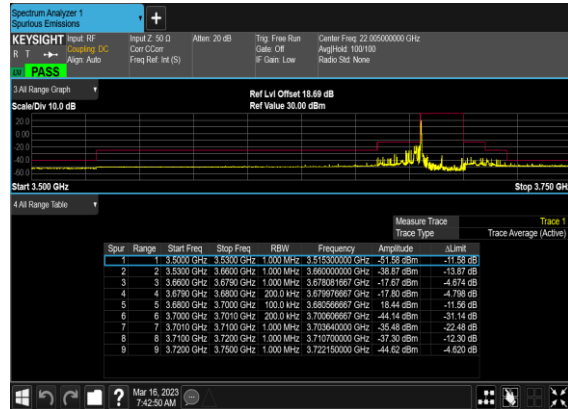 Spectrum Analyzer 1
Spurious Emissions
KEYSIGHT Input: RF Input Z: 50 Ω Atten: 20 dB Trig: Free Run Center Freq: 22.005000000 GHz
R T Coupling: DC Corr CCorr Gate: Off Avg|Hold: 100/100
Align: Auto Freq Ref: Int (S) IF Gain: Low Radio Std: None
PASS
3 All Range Graph
Ref Lvl Offset 18.69 dB
Scale/Div 10.0 dB Ref Value 30.00 dBm
20.0
0.00
-20.0
-40.0
-60.0
Start 3.500 GHz Stop 3.750 GH
4 All Range Table
Measure Trace Trace 1
Trace Type Trace Average (Active)
Spur Range Start Freq Stop Freq RBW Frequency Amplitude ΔLimit
1 1 3.5000 GHz 3.5300 GHz 1.000 MHz 3.515300000 GHz -51.58 dBm -11.58 dB
2 2 3.5300 GHz 3.6600 GHz 1.000 MHz 3.660000000 GHz -38.87 dBm -13.87 dB
3 3 3.6600 GHz 3.6790 GHz 1.000 MHz 3.678081667 GHz -17.67 dBm -4.674 dB
4 4 3.6790 GHz 3.6800 GHz 200.0 kHz 3.679976667 GHz -17.80 dBm -4.798 dB
5 5 3.6800 GHz 3.7000 GHz 100.0 kHz 3.680566667 GHz 18.44 dBm -11.56 dB
6 6 3.7000 GHz 3.7010 GHz 200.0 kHz 3.700606667 GHz -44.14 dBm -31.14 dB
7 7 3.7010 GHz 3.7100 GHz 1.000 MHz 3.703640000 GHz -35.48 dBm -22.48 dB
8 8 3.7100 GHz 3.7200 GHz 1.000 MHz 3.710700000 GHz -37.30 dBm -12.30 dB
9 9 3.7200 GHz 3.7500 GHz 1.000 MHz 3.722150000 GHz -44.62 dBm -4.620 dB
Mar 16, 2023
7:42:50 AM